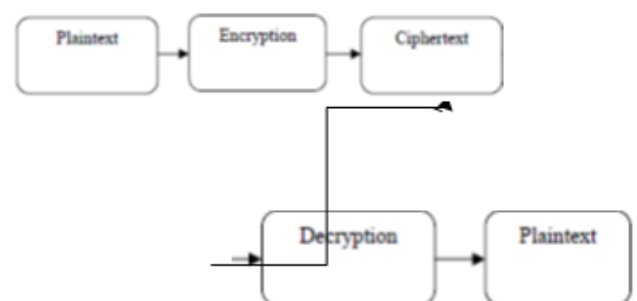 Plaintext
Encryption
Ciphertext
Decryption
Plaintext